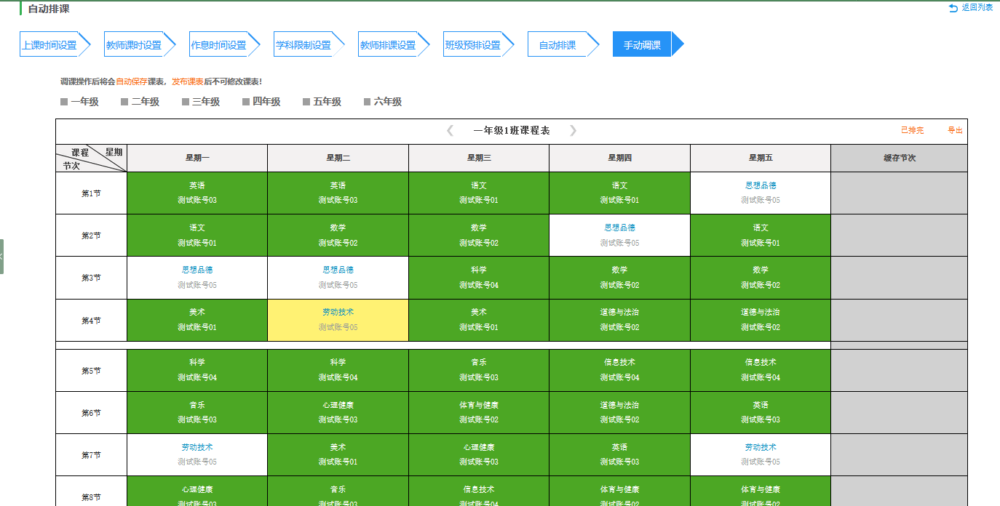 自动排课
返回列表
上课时间设置 教师课时设置 作息时间设置 学科限制设置 教师排课设置 班级预排设置 自动排课 手动调课
调课操作后将会自动保存课表，发布课表后不可修改课表！
一年级 二年级 三年级 四年级 五年级 六年级
一年级1班课程表 已排完 导出
课程 星期 节次 星期一 星期二 星期三 星期四 星期五 缓存节次
英语 英语 语文 语文 思想品德
第1节
测试账号03 测试账号03 测试账号01 测试账号01 测试账号05
语文 数学 数学 思想品德 语文
第2节
测试账号01 测试账号02 测试账号02 测试账号05 测试账号01
思想品德 思想品德 科学 数学 数学
第3节
测试账号05 测试账号05 测试账号04 测试账号02 测试账号02
美术 劳动技术 美术 道德与法治 道德与法治
第4节
测试账号01 测试账号05 测试账号01 测试账号02 测试账号02
科学 科学 音乐 信息技术 信息技术
第5节
测试账号04 测试账号04 测试账号03 测试账号04 测试账号04
音乐 心理健康 体育与健康 道德与法治 英语
第6节
测试账号03 测试账号03 测试账号02 测试账号02 测试账号03
劳动技术 美术 心理健康 英语 劳动技术
第7节
测试账号05 测试账号01 测试账号03 测试账号03 测试账号05
心理健康 音乐 信息技术 体育与健康 体育与健康
第8节
测试账号03 测试账号03 测试账号04 测试账号02 测试账号02